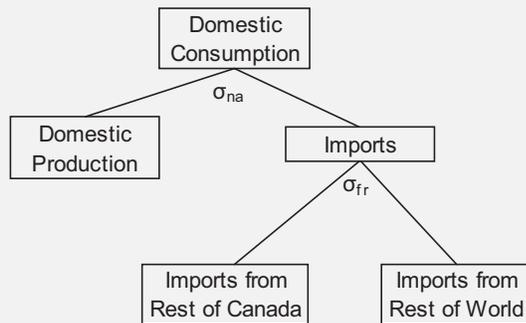 Domestic
Consumption
σna
Domestic
Production
Imports
σfr
Imports from
Rest of Canada
Imports from
Rest of World